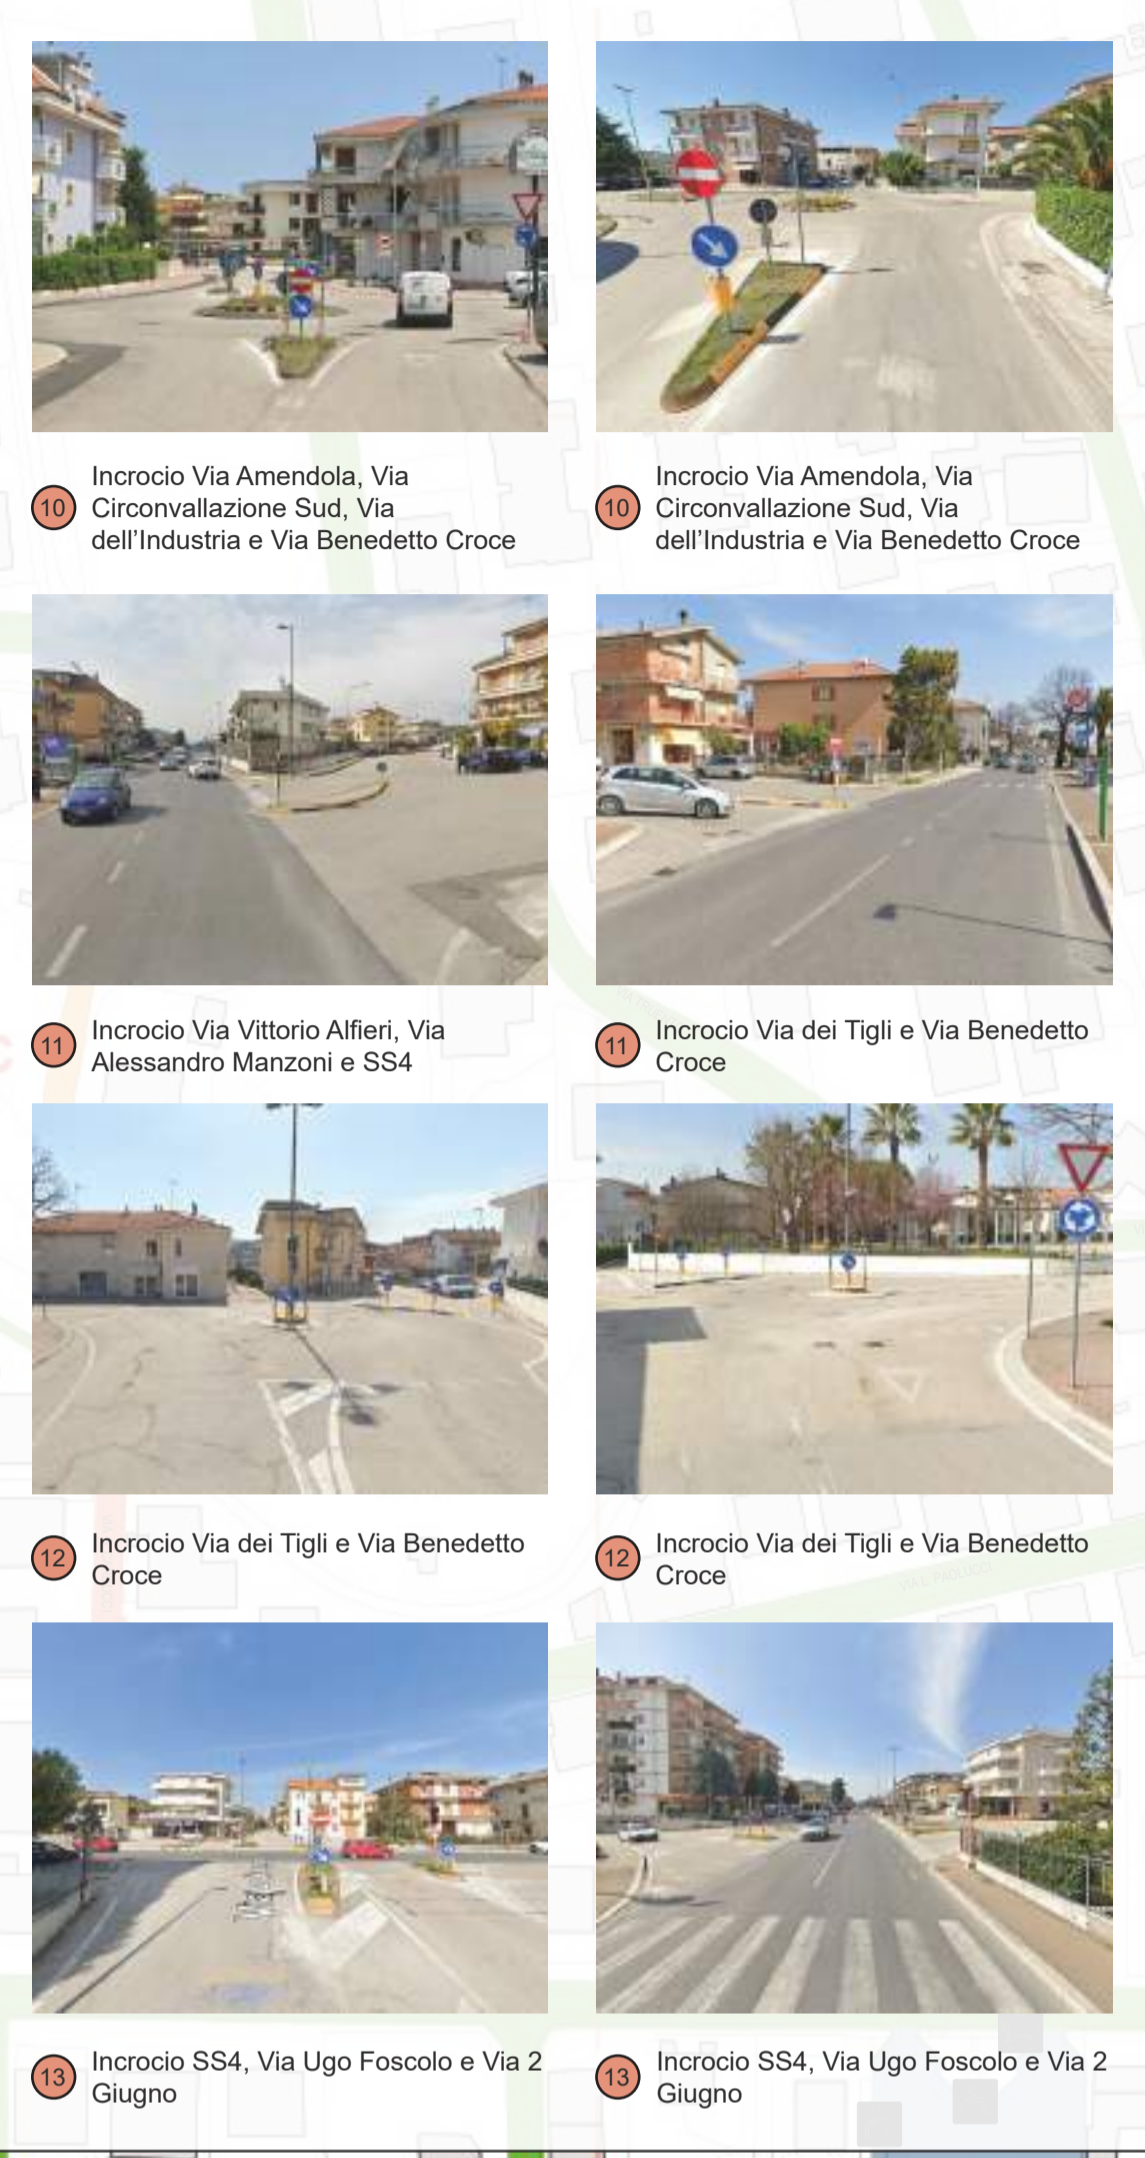 10
Incrocio Via Amendola, Via
Circonvallazione Sud, Via
dell'Industria e Via Benedetto Croce
10
Incrocio Via Amendola, Via
Circonvallazione Sud, Via
dell'Industria e Via Benedetto Croce
11
Incrocio Via Vittorio Alfieri, Via
Alessandro Manzoni e SS4
11
Incrocio Via dei Tigli e Via Benedetto
Croce
12
Incrocio Via dei Tigli e Via Benedetto
Croce
12
Incrocio Via dei Tigli e Via Benedetto
Croce
VIA L. PAOLUCCI
13
Incrocio SS4, Via Ugo Foscolo e Via 2
Giugno
13
Incrocio SS4, Via Ugo Foscolo e Via 2
Giugno